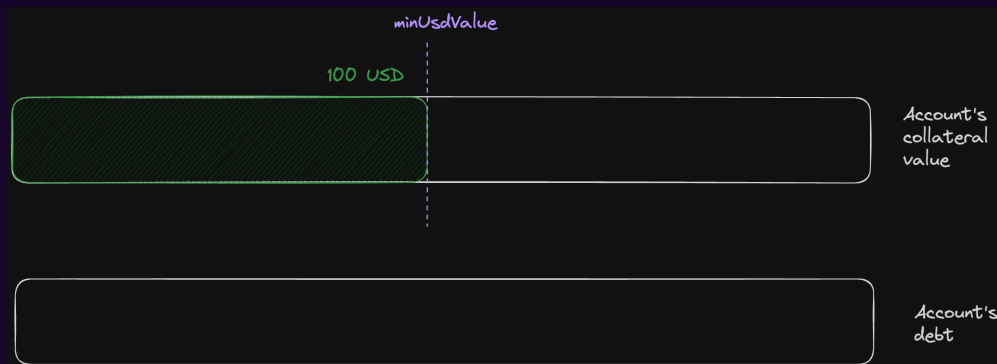 minUsdValue
100 USD
Account's
collateral
value
Account's
debt